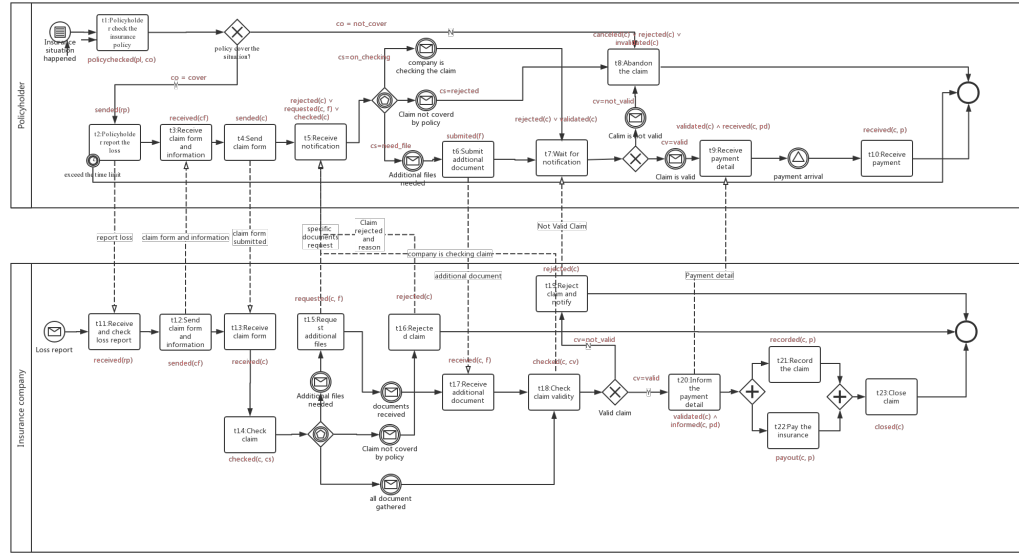 Policyholder
Insurance
situation
happened
t1:Policyholde
r check the
insurance
policy
policychecked(pl, co)
policy cover the
situation?
co = not_cover
N
co = cover
sended(rp)
t2:Policyholde
r report the
loss
exceed the time limit
received(cf)
t3:Receive
claim form and
information
sended(c)
t4:Send
claim form
rejected(c) ∨
requested(c, f) ∨
checked(c)
t5:Receive
notification
cs=on_checking
company is
checking the claim
cs=rejected
Claim not coverd
by policy
cs=need_file
Additional files
needed
submited(f)
t6:Submit
addtional
document
rejected(c) ∨ validated(c)
t7:Wait for
notification
canceled(c) ∨ rejected(c) ∨
invalidated(c)
t8:Abandon
the claim
cv=not_valid
Calim is not valid
cv=valid
Claim is valid
validated(c) ∧ received(c, pd)
t9:Receive
payment
detail
payment arrival
received(c, p)
t10:Receive
payment
report loss
claim form and information
claim form
submitted
specific
documents
request
Claim
rejected
and
reason
company is checking claim
additional document
Not Valid Claim
Payment detail
Insurance company
Loss report
t11:Receive
and check
loss report
received(rp)
t12:Send
claim form
and
information
sended(cf)
t13:Receive
claim form
received(c)
t14:Check
claim
checked(c, cs)
requested(c, f)
t15:Reque
st
additional
files
Additional files
needed
rejected(c)
t16:Rejecte
d claim
documents
received
Claim not coverd
by policy
all document
gathered
received(c, f)
t17:Receive
additional
document
checked(c, cv)
t18:Check
claim validity
rejected(c)
t19:Reject
claim and
notify
cv=not_valid
N
Valid claim
cv=valid
Y
t20:Inform
the
payment
detail
validated(c) ∧
informed(c, pd)
recorded(c, p)
t21:Record
the claim
t22:Pay the
insurance
payout(c, p)
t23:Close
claim
closed(c)